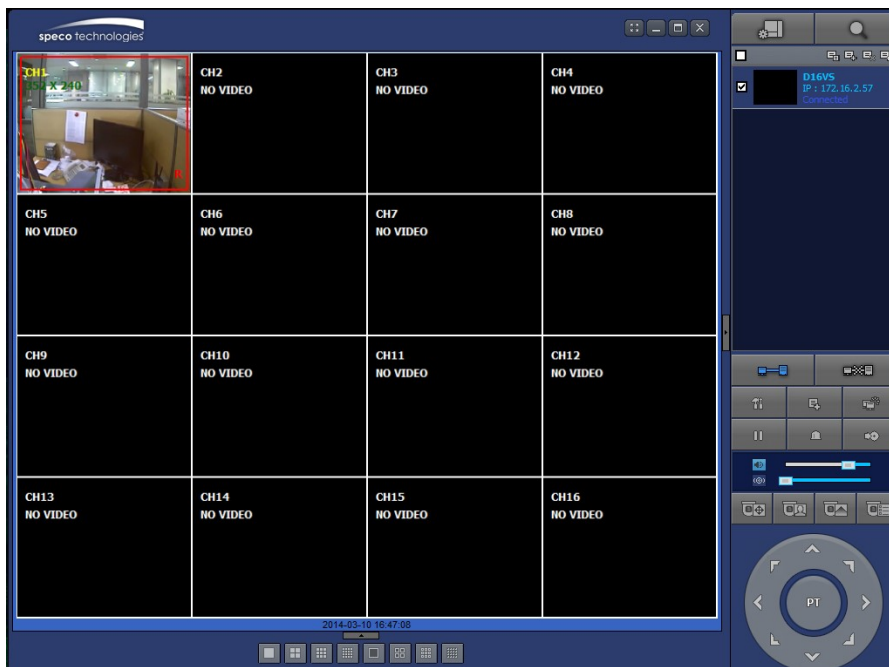 speco technologies
CH1
352 X 240
R
CH2
NO VIDEO
CH3
NO VIDEO
CH4
NO VIDEO
CH5
NO VIDEO
CH6
NO VIDEO
CH7
NO VIDEO
CH8
NO VIDEO
CH9
NO VIDEO
CH10
NO VIDEO
CH11
NO VIDEO
CH12
NO VIDEO
CH13
NO VIDEO
CH14
NO VIDEO
CH15
NO VIDEO
CH16
NO VIDEO
2014-03-10 16:47:08
D16VS
IP : 172.16.2.57
Connected
PT